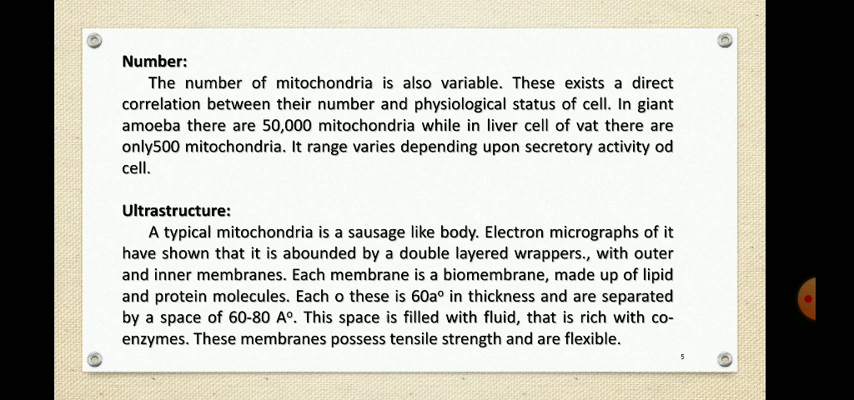 Number:
The number of mitochondria is also variable. These exists a direct
correlation between their number and physiological status of cell. In giant
amoeba there are 50,000 mitochondria while in liver cell of vat there are
only500 mitochondria. It range varies depending upon secretory activity od
cell.
Ultrastructure:
A typical mitochondria is a sausage like body. Electron micrographs of it
have shown that it is abounded by a double layered wrappers., with outer
and inner membranes. Each membrane is a biomembrane, made up of lipid
and protein molecules. Each o these is 60aº in thickness and are separated
by a space of 60-80 Aº. This space is filled with fluid, that is rich with co-
enzymes. These membranes possess tensile strength and are flexible.
5